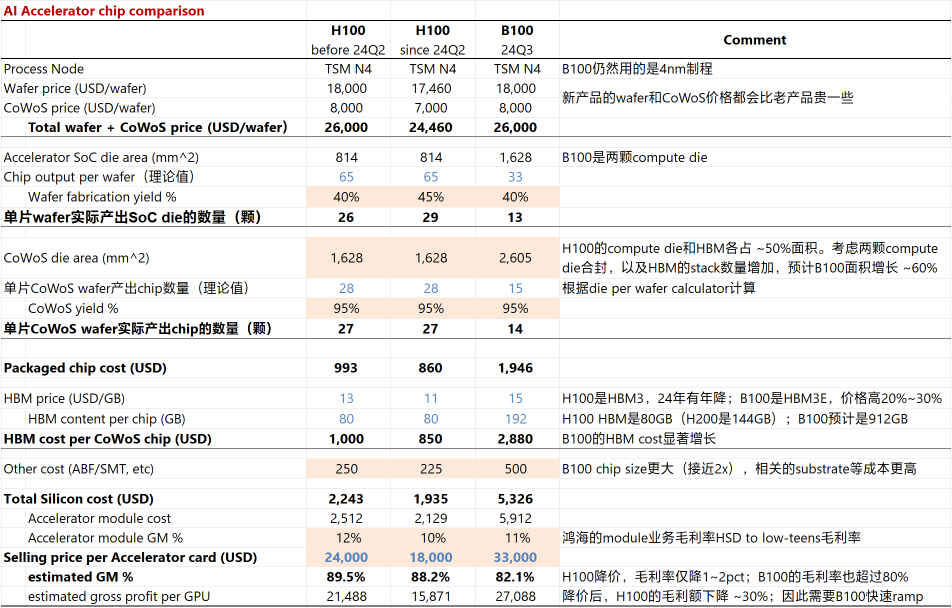 AI Accelerator chip comparison
H100 H100 B100 Comment
before 24Q2 since 24Q2 24Q3
Process Node TSM N4 TSM N4 TSM N4 B100仍然用的是4nm制程
Wafer price (USD/wafer) 18,000 17,460 18,000 新产品的wafer和CoWoS价格都会比老产品贵一些
CoWoS price (USD/wafer) 8,000 7,000 8,000
Total wafer + CoWoS price (USD/wafer) 26,000 24,460 26,000
Accelerator SoC die area (mm^2) 814 814 1,628 B100是两颗compute die
Chip output per wafer（理论值） 65 65 33
Wafer fabrication yield % 40% 45% 40%
单片wafer实际产出SoC die的数量（颗） 26 29 13
CoWoS die area (mm^2) 1,628 1,628 2,605 H100的compute die和HBM各占 ~50%面积。考虑两颗compute
die合封，以及HBM的stack数量增加，预计B100面积增长 ~60%
单片CoWoS wafer产出chip数量（理论值） 28 28 15 根据die per wafer calculator计算
CoWoS yield % 95% 95% 95%
单片CoWoS wafer实际产出chip的数量（颗） 27 27 14
Packaged chip cost (USD) 993 860 1,946
HBM price (USD/GB) 13 11 15 H100是HBM3，24年有年降；B100是HBM3E，价格高20%~30%
HBM content per chip (GB) 80 80 192 H100 HBM是80GB（H200是144GB）；B100预计是912GB
HBM cost per CoWoS chip (USD) 1,000 850 2,880 B100的HBM cost显著增长
Other cost (ABF/SMT, etc) 250 225 500 B100 chip size更大（接近2x），相关的substrate等成本更高
Total Silicon cost (USD) 2,243 1,935 5,326
Accelerator module cost 2,512 2,129 5,912
Accelerator module GM % 12% 10% 11% 鸿海的module业务毛利率HSD to low-teens毛利率
Selling price per Accelerator card (USD) 24,000 18,000 33,000
estimated GM % 89.5% 88.2% 82.1% H100降价，毛利率仅降1~2pct；B100的毛利率也超过80%
estimated gross profit per GPU 21,488 15,871 27,088 降价后，H100的毛利额下降 ~30%；因此需要B100快速ramp